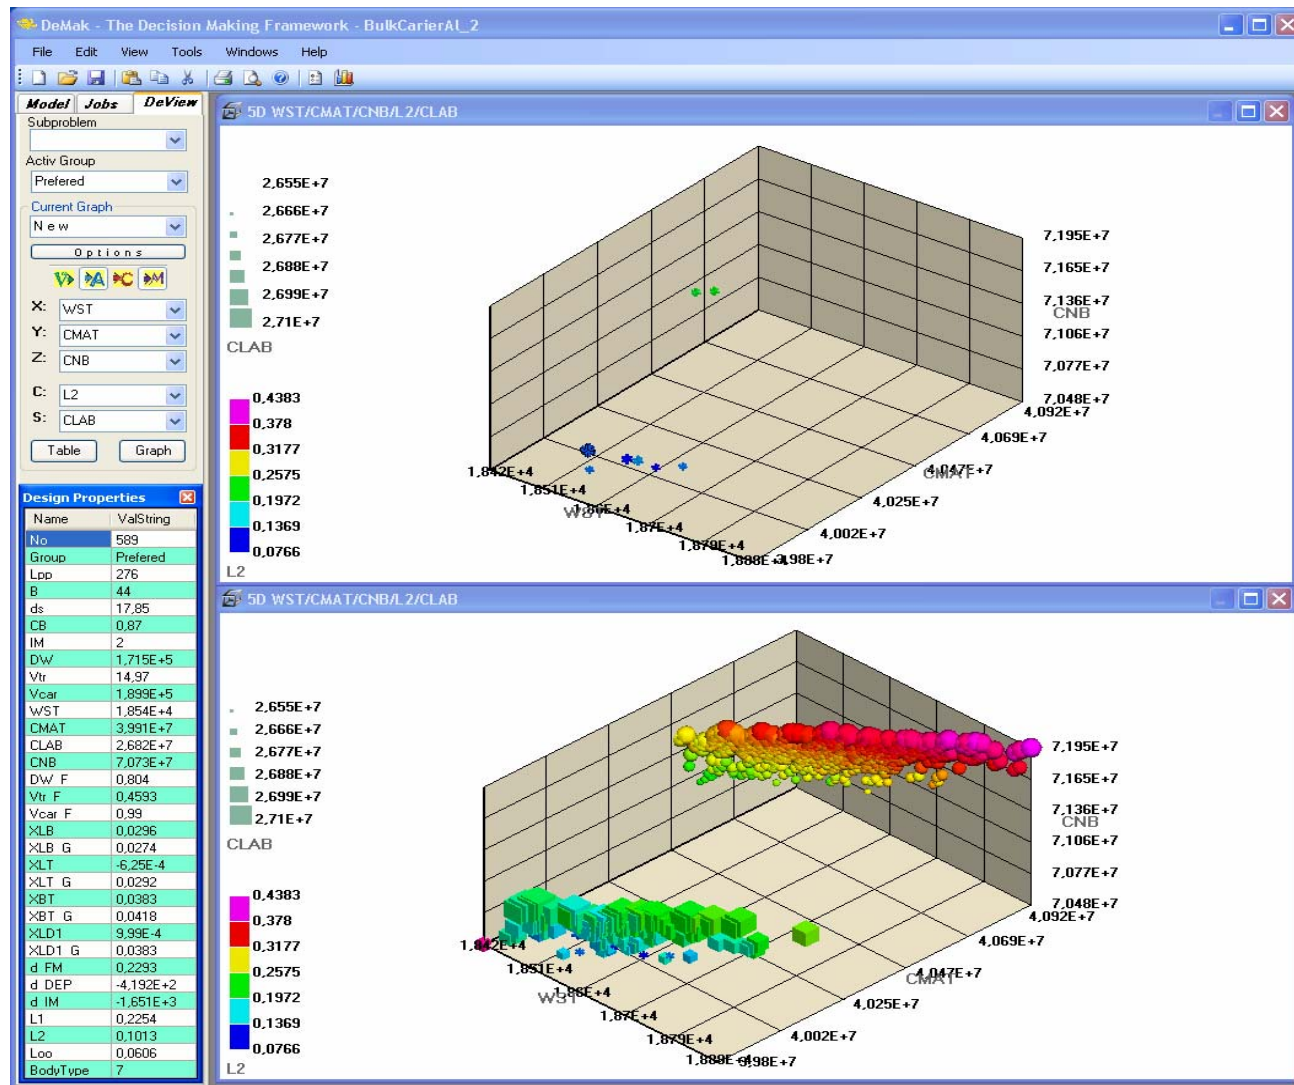 DeMak - The Decision Making Framework - BulkCarierAl_2
File Edit View Tools Windows Help
Model Jobs DeView
Subproblem
Activ Group
Prefered
Current Graph
N e w
Options
V A C M
X: WST
Y: CMAT
Z: CNB
C: L2
S: CLAB
Table Graph
Design Properties
Name ValString
No 589
Group Prefered
Lpp 276
B 44
ds 17,85
CB 0,87
IM 2
DW 1,715E+5
Vtr 14,97
Vcar 1,899E+5
WST 1,854E+4
CMAT 3,991E+7
CLAB 2,682E+7
CNB 7,073E+7
DW F 0,804
Vtr F 0,4593
Vcar F 0,99
XLB 0,0296
XLB G 0,0274
XLT -6,25E-4
XLT G 0,0292
XBT 0,0383
XBT G 0,0418
XLD1 9,99E-4
XLD1 G 0,0383
d FM 0,2293
d DEP -4,192E+2
d IM -1,651E+3
L1 0,2254
L2 0,1013
Loo 0,0606
BodyType 7
5D WST/CMAT/CNB/L2/CLAB
2,655E+7
2,666E+7
2,677E+7
2,688E+7
2,699E+7
2,71E+7
CLAB
0,4383
0,378
0,3177
0,2575
0,1972
0,1369
0,0766
L2
1,842E+4
1,851E+4
1,86E+4
WST
1,87E+4
1,879E+4
1,888E+4
3,98E+7
4,002E+7
4,025E+7
4,047E+7
CMAT
4,069E+7
4,092E+7
7,048E+7
7,077E+7
7,106E+7
CNB
7,136E+7
7,165E+7
7,195E+7
5D WST/CMAT/CNB/L2/CLAB
2,655E+7
2,666E+7
2,677E+7
2,688E+7
2,699E+7
2,71E+7
CLAB
0,4383
0,378
0,3177
0,2575
0,1972
0,1369
0,0766
L2
1,842E+4
1,851E+4
1,86E+4
WST
1,87E+4
1,879E+4
1,888E+4
3,98E+7
4,002E+7
4,025E+7
4,047E+7
CMAT
4,069E+7
4,092E+7
7,048E+7
7,077E+7
7,106E+7
CNB
7,136E+7
7,165E+7
7,195E+7